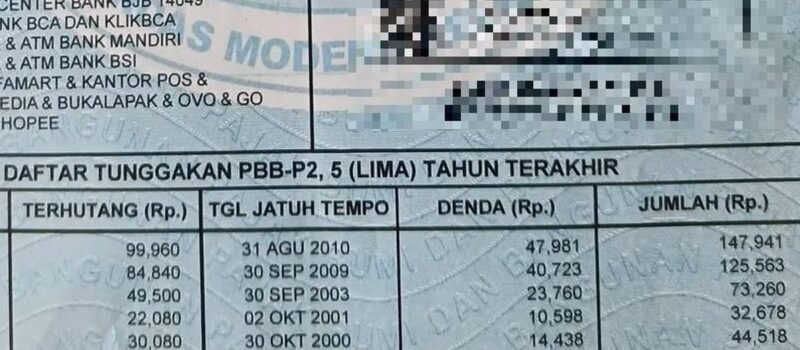 CENTER BANK BJB 14049
NK BCA DAN KLIKBCA
& ATM BANK MANDIRI
& ATM BANK BSI
FAMART & KANTOR POS &
EDIA & BUKALAPAK & OVO & GO
HOPEE
DAFTAR TUNGGAKAN PBB-P2, 5 (LIMA) TAHUN TERAKHIR
TERHUTANG (Rp.) TGL JATUH TEMPO DENDA (Rp.) JUMLAH (Rp.)
99,960 31 AGU 2010 47,981 147,941
84,840 30 SEP 2009 40,723 125,563
49,500 30 SEP 2003 23,760 73,260
22,080 02 OKT 2001 10,598 32,678
30,080 30 OKT 2000 14,438 44,518